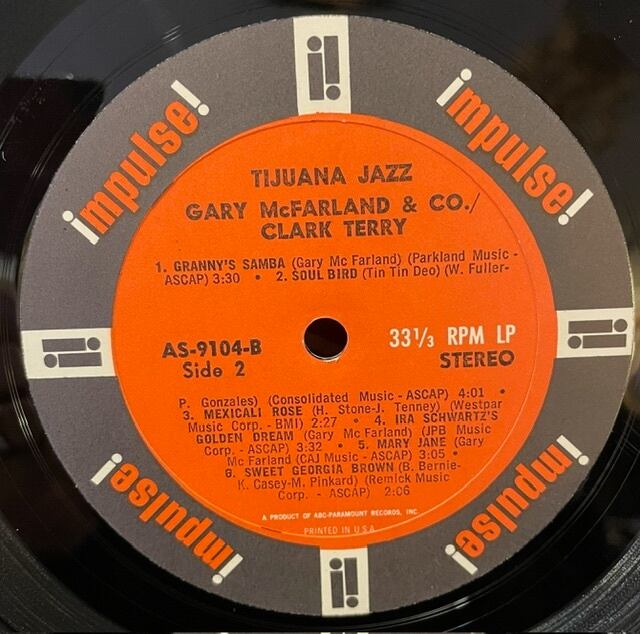 impulse!
impulse!
TIJUANA JAZZ
GARY McFARLAND & CO./
CLARK TERRY
1. GRANNY'S SAMBA (Gary Mc Farland) (Parkland Music -
ASCAP) 3:30 • 2. SOUL BIRD (Tin Tin Deo) (W. Fuller-
AS-9104-B
Side 2
33⅓ RPM LP
STEREO
P. Gonzales) (Consolidated Music - ASCAP) 4:01 •
3. MEXICALI ROSE (H. Stone-J. Tenney) (Westpar
Music Corp. - BMI) 2:27 • 4. IRA SCHWARTZ'S
GOLDEN DREAM (Gary Mc Farland) (JPB Music
Corp. - ASCAP) 3:32 • 5. MARY JANE (Gary
Mc Farland (CAJ Music - ASCAP) 3:05 •
6. SWEET GEORGIA BROWN (B. Bernie-
K. Casey-M. Pinkard) (Remick Music
Corp. - ASCAP) 2:06
A PRODUCT OF ABC-PARAMOUNT RECORDS, INC
PRINTED IN U.S.A.
impulse!
impulse!